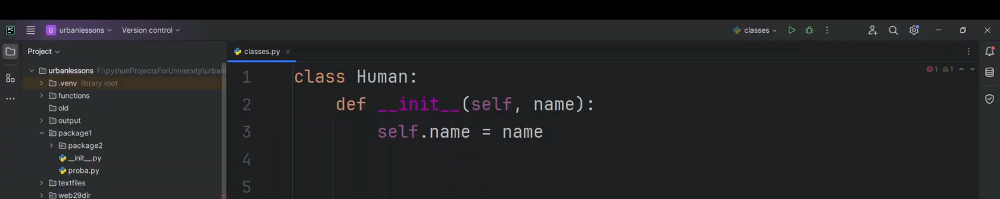 PC U urbanlessons Version control classes
Project classes.py
urbanlessons F:\pythonProjectsForUniversity\urbanl
.venv library root
functions
old
output
package1
package2
__init__.py
proba.py
textfiles
web29dir
1 class Human:
2 def __init__(self, name):
3 self.name = name
4
5
1 1